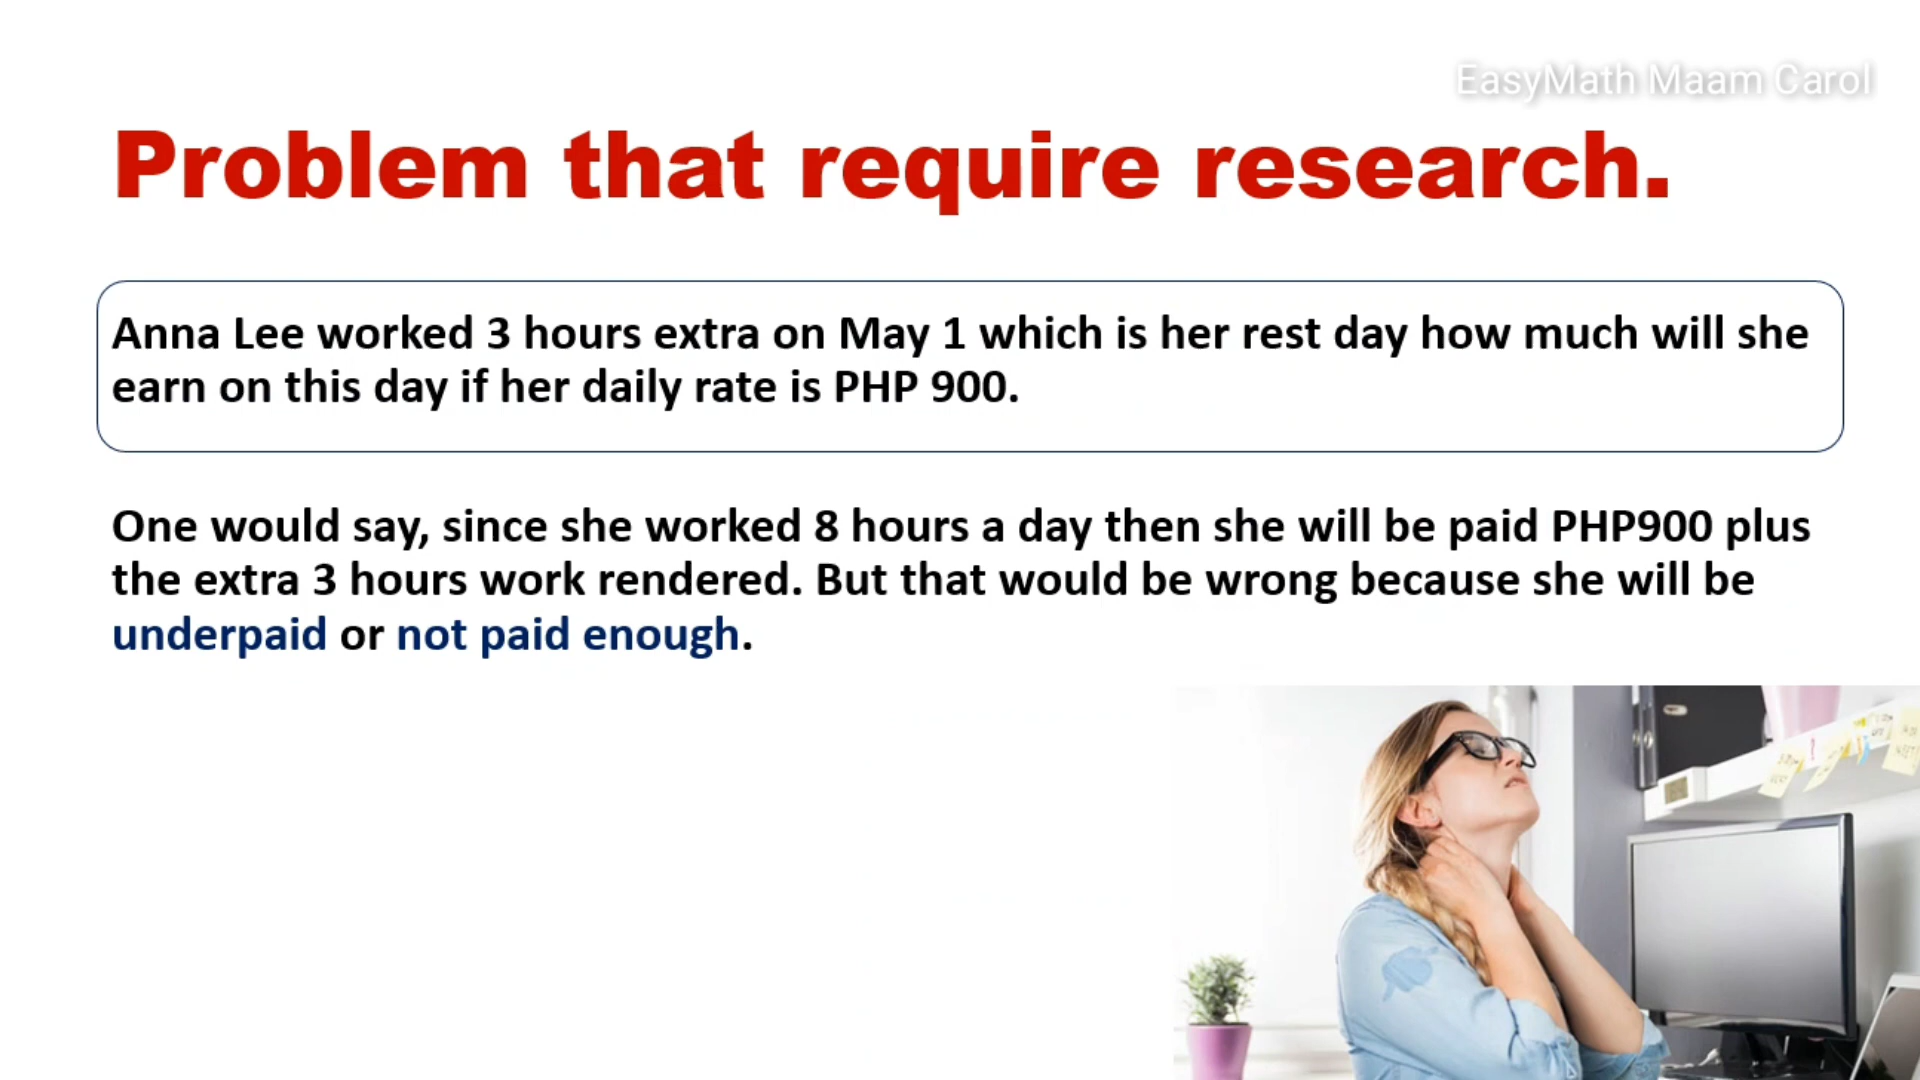 EasyMath Maam Carol
Problem that require research.
Anna Lee worked 3 hours extra on May 1 which is her rest day how much will she
earn on this day if her daily rate is PHP 900.
One would say, since she worked 8 hours a day then she will be paid PHP900 plus
the extra 3 hours work rendered. But that would be wrong because she will be
underpaid or not paid enough.